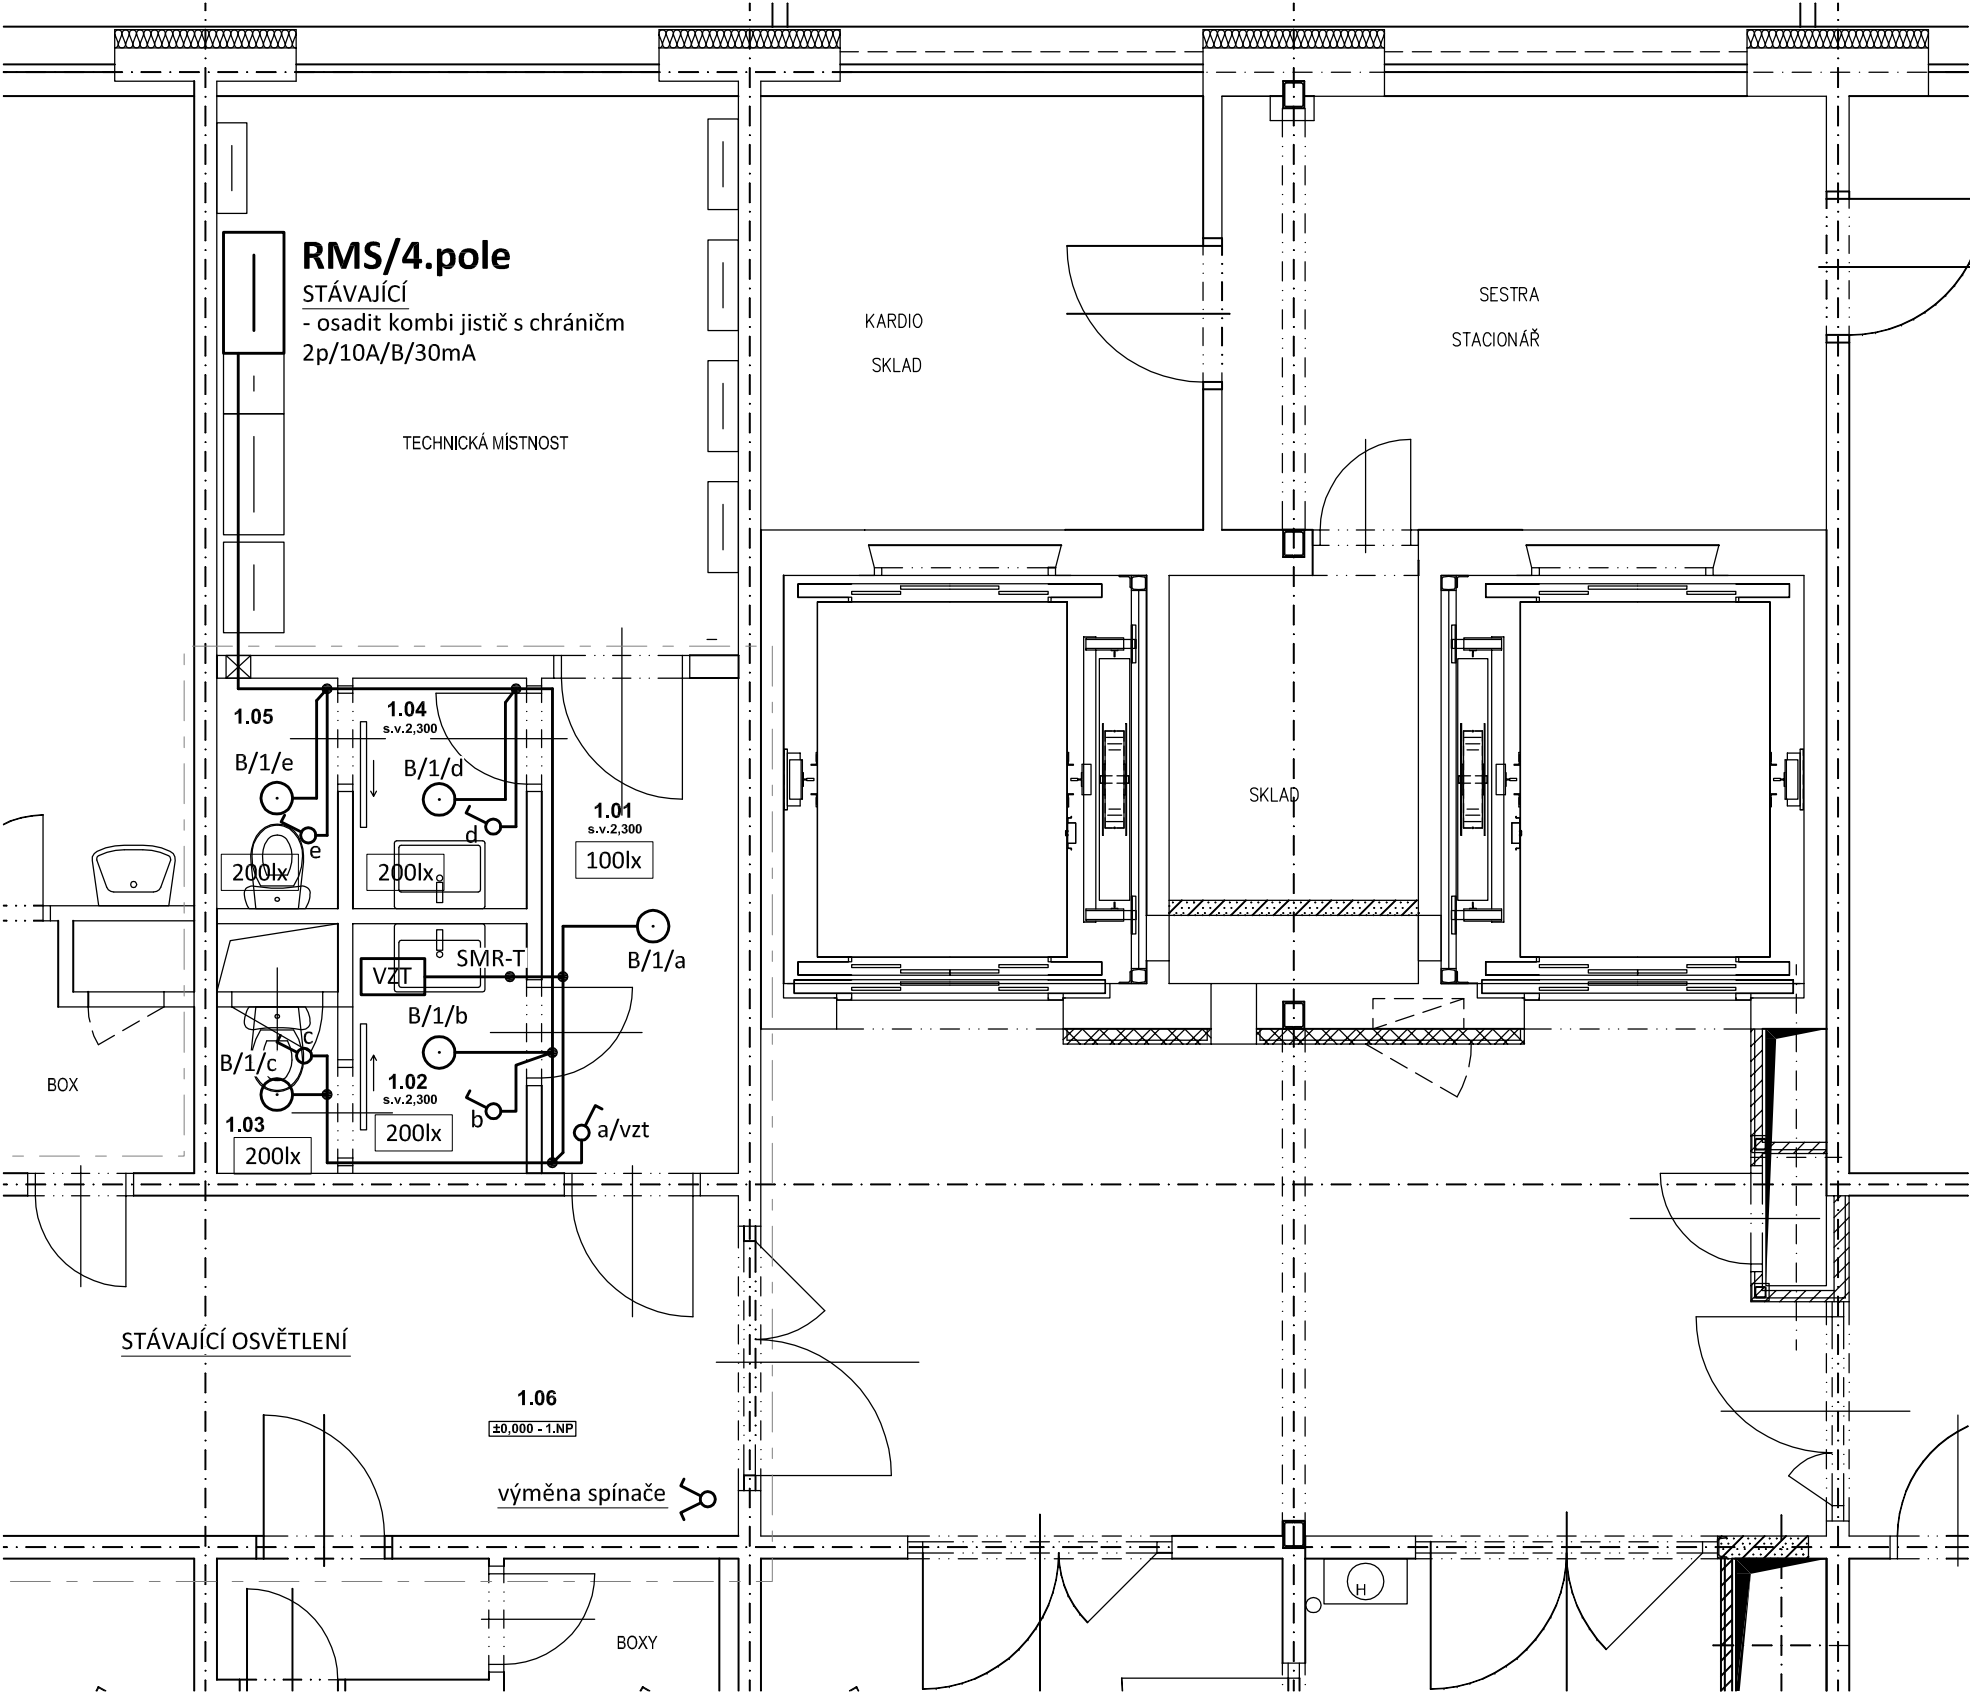 RMS/4.pole
STÁVAJÍCÍ
- osadit kombi jistič s chráničm
2p/10A/B/30mA
TECHNICKÁ MÍSTNOST
KARDIO
SKLAD
SESTRA
STACIONÁŘ
1.05
1.04
s.v.2,300
B/1/e
B/1/d
d
e
200lx
200lx
1.01
s.v.2,300
100lx
SKLAD
B/1/a
VZT
SMR-T
B/1/b
c
B/1/c
BOX
1.02
s.v.2,300
b
200lx
1.03
200lx
a/vzt
STÁVAJÍCÍ OSVĚTLENÍ
1.06
±0,000 - 1.NP
výměna spínače
H
BOXY